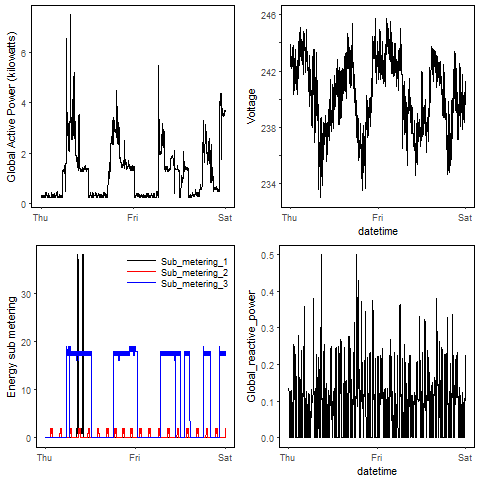 Global Active Power (kilowatts)
6
4
2
0
Thu
Fri
Sat
Voltage
246
242
238
234
Thu
Fri
Sat
datetime
Energy sub metering
30
20
10
0
Sub_metering_1
Sub_metering_2
Sub_metering_3
Thu
Fri
Sat
Global_reactive_power
0.5
0.4
0.3
0.2
0.1
0.0
Thu
Fri
Sat
datetime